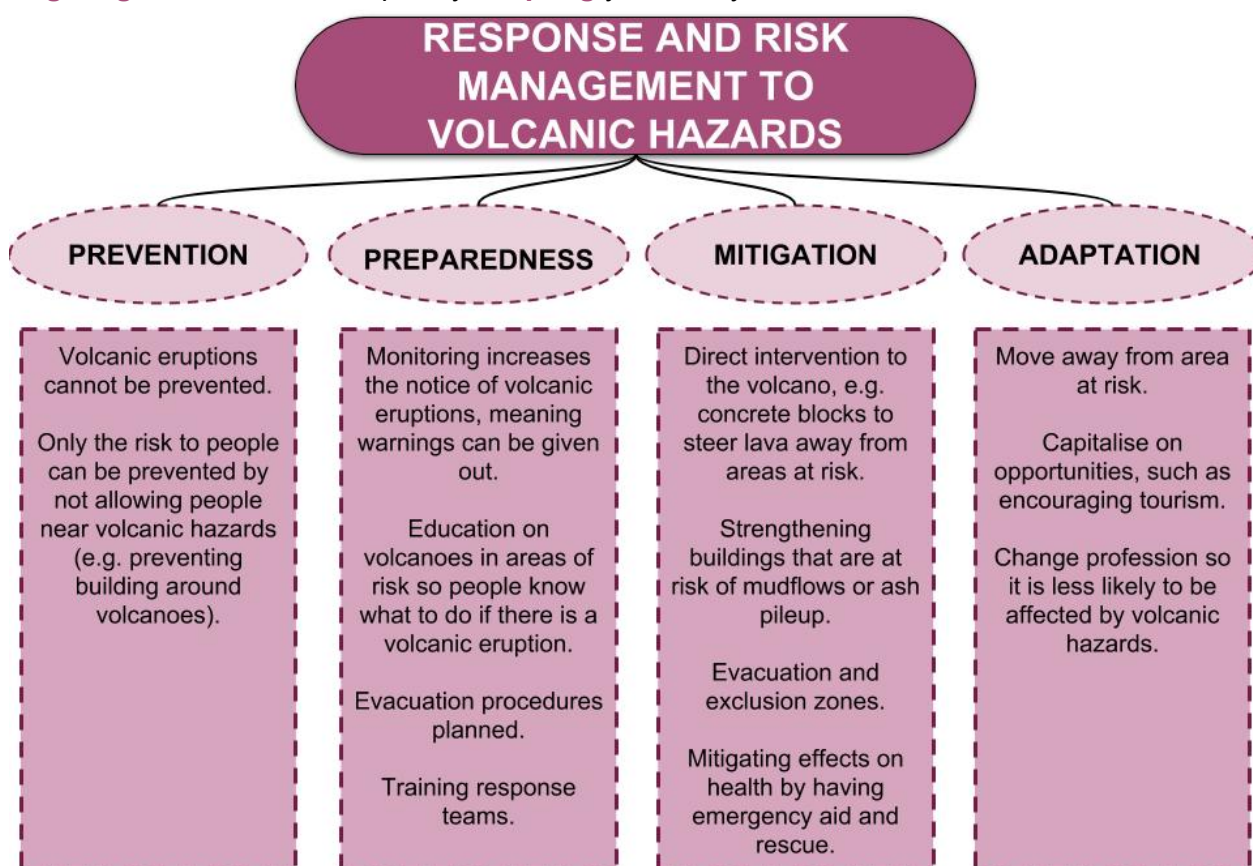 RESPONSE AND RISK
MANAGEMENT TO
VOLCANIC HAZARDS
PREVENTION
Volcanic eruptions
cannot be prevented.
Only the risk to people
can be prevented by
not allowing people
near volcanic hazards
(e.g. preventing
building around
volcanoes).
PREPAREDNESS
Monitoring increases
the notice of volcanic
eruptions, meaning
warnings can be given
out.
Education on
volcanoes in areas of
risk so people know
what to do if there is a
volcanic eruption.
Evacuation procedures
planned.
Training response
teams.
MITIGATION
Direct intervention to
the volcano, e.g.
concrete blocks to
steer lava away from
areas at risk.
Strengthening
buildings that are at
risk of mudflows or ash
pileup.
Evacuation and
exclusion zones.
Mitigating effects on
health by having
emergency aid and
rescue.
ADAPTATION
Move away from area
at risk.
Capitalise on
opportunities, such as
encouraging tourism.
Change profession so
it is less likely to be
affected by volcanic
hazards.